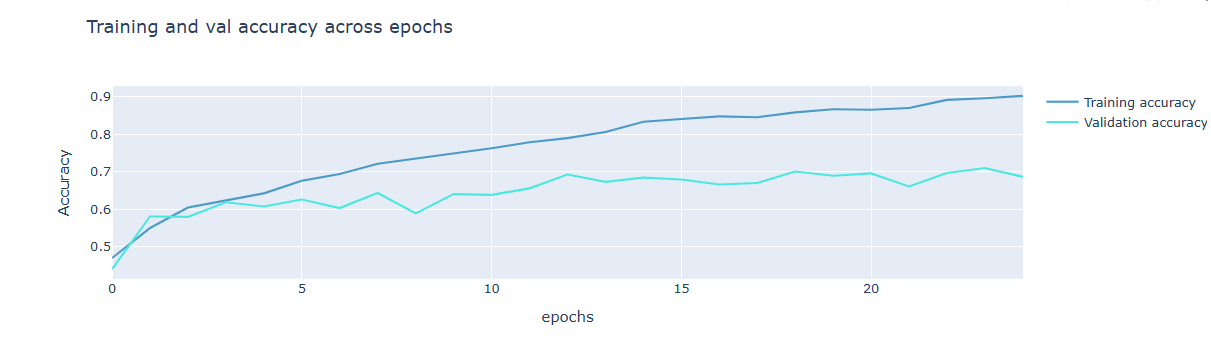 Training and val accuracy across epochs
0.9
0.8
0.7
0.6
0.5
Accuracy
0
5
10
15
20
epochs
Training accuracy
Validation accuracy